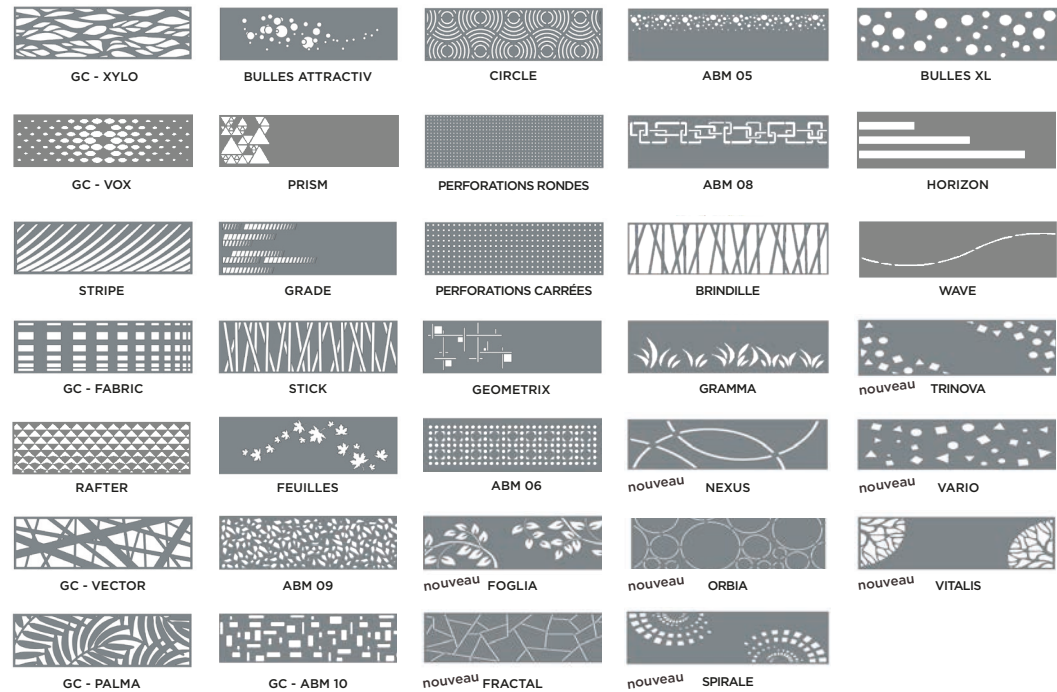 GC - XYLO
BULLES ATTRACTIV
CIRCLE
ABM 05
BULLES XL
GC - VOX
PRISM
PERFORATIONS RONDES
ABM 08
HORIZON
STRIPE
GRADE
PERFORATIONS CARRÉES
BRINDILLE
WAVE
GC - FABRIC
STICK
GEOMETRIX
GRAMMA
nouveau TRINOVA
RAFTER
FEUILLES
ABM 06
nouveau NEXUS
nouveau VARIO
GC - VECTOR
ABM 09
nouveau FOGLIA
nouveau ORBIA
nouveau VITALIS
GC - PALMA
GC - ABM 10
nouveau FRACTAL
nouveau SPIRALE